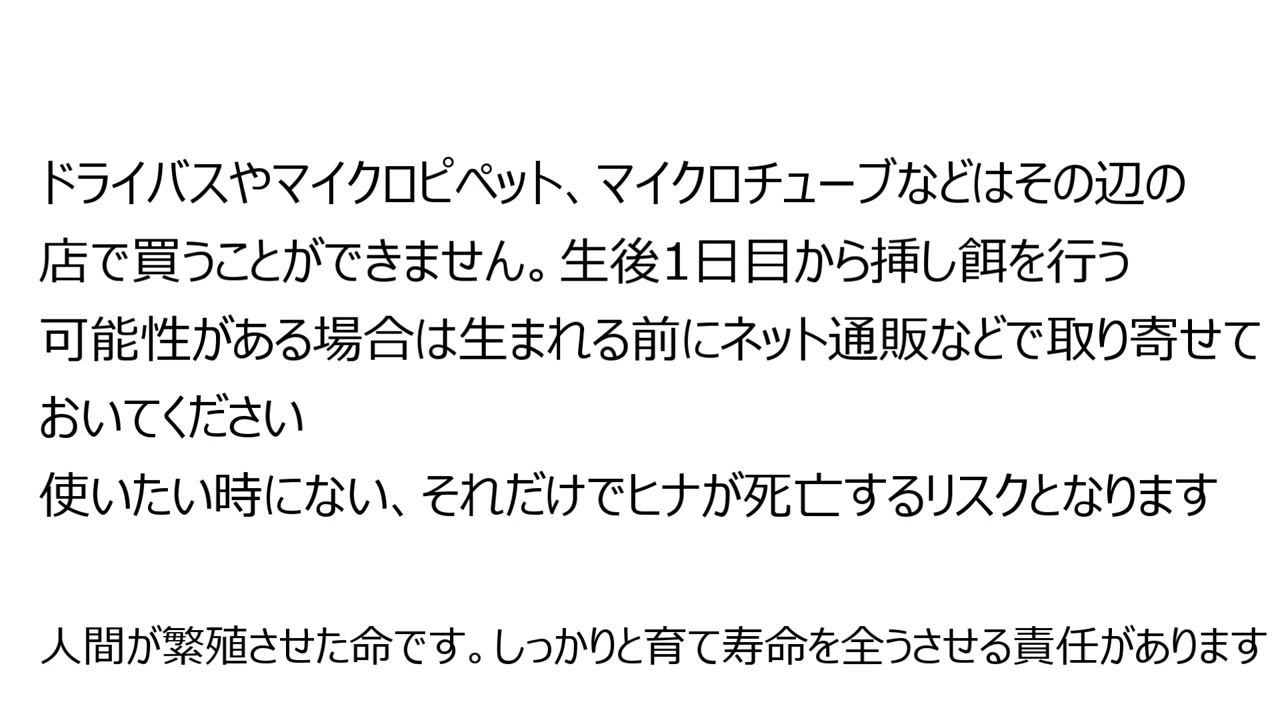 ドライバスやマイクロピペット、マイクロチューブなどはその辺の
店で買うことができません。生後1日目から挿し餌を行う
可能性がある場合は生まれる前にネット通販などで取り寄せて
おいてください
使いたい時にない、それだけでヒナが死亡するリスクとなります
人間が繁殖させた命です。しっかりと育て寿命を全うさせる責任があります